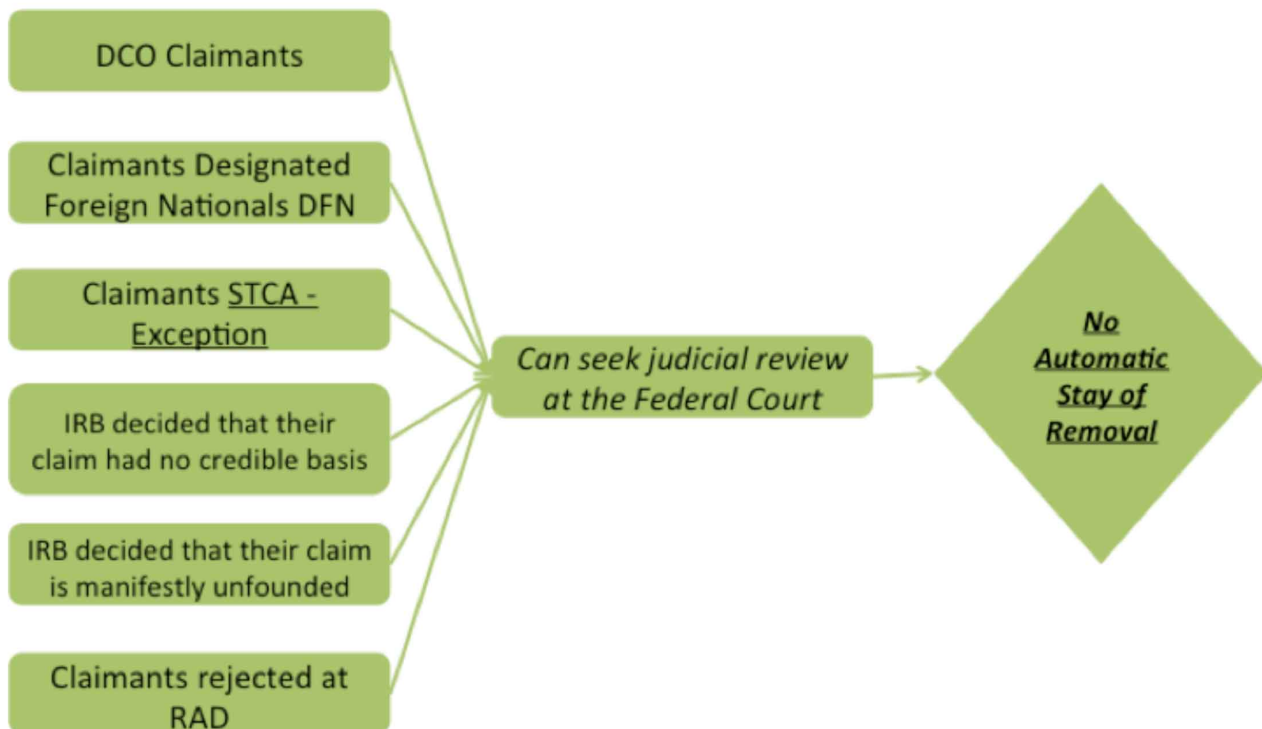 DCO Claimants
Claimants Designated
Foreign Nationals DFN
Claimants STCA -
Exception
IRB decided that their
claim had no credible basis
IRB decided that their claim
is manifestly unfounded
Claimants rejected at
RAD
Can seek judicial review
at the Federal Court
No
Automatic
Stay of
Removal